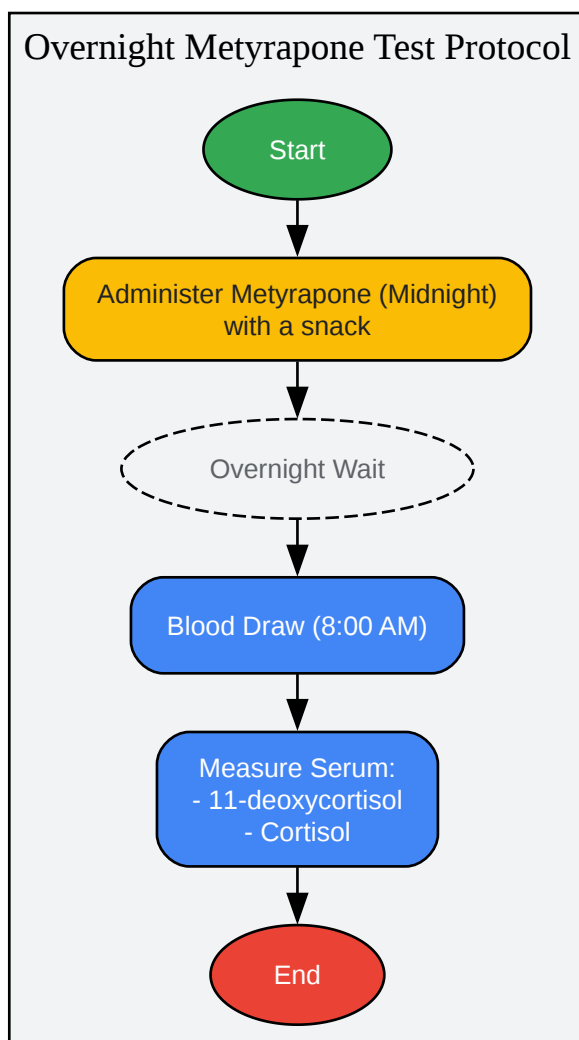 Overnight Metyrapone Test Protocol
Start
Administer Metyrapone (Midnight)
with a snack
Overnight Wait
Blood Draw (8:00 AM)
Measure Serum:
- 11-deoxycortisol
- Cortisol
End